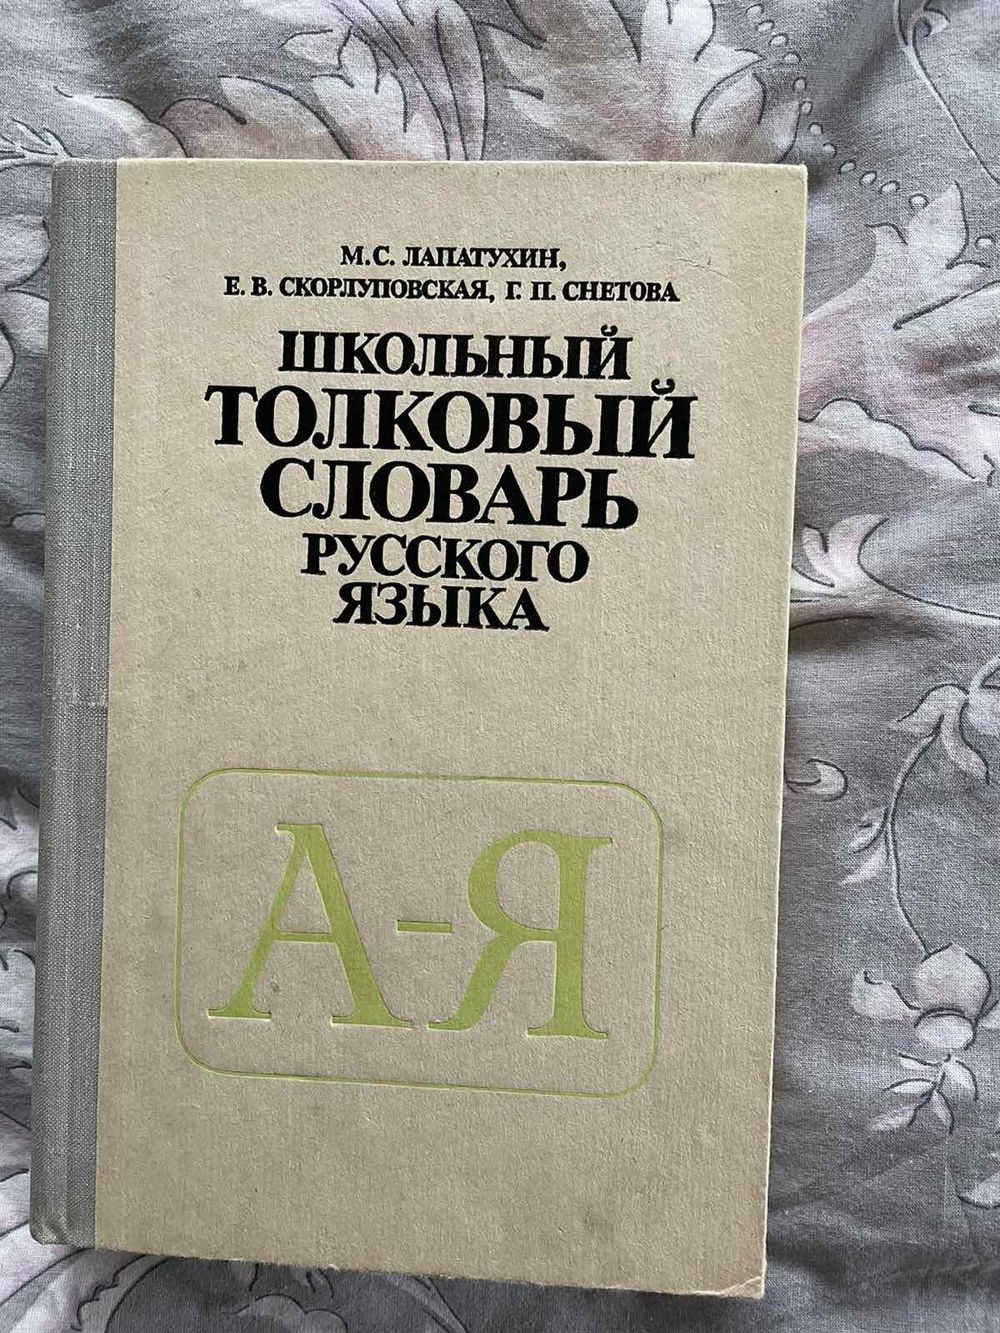 М.С. ЛАПАТУХИН,
Е. В. СКОРЛУПОВСКАЯ, Г. П. СНЕТОВА
ШКОЛЬНЫЙ
ТОЛКОВЫЙ
СЛОВАРЬ
РУССКОГО
ЯЗЫКА
А-Я